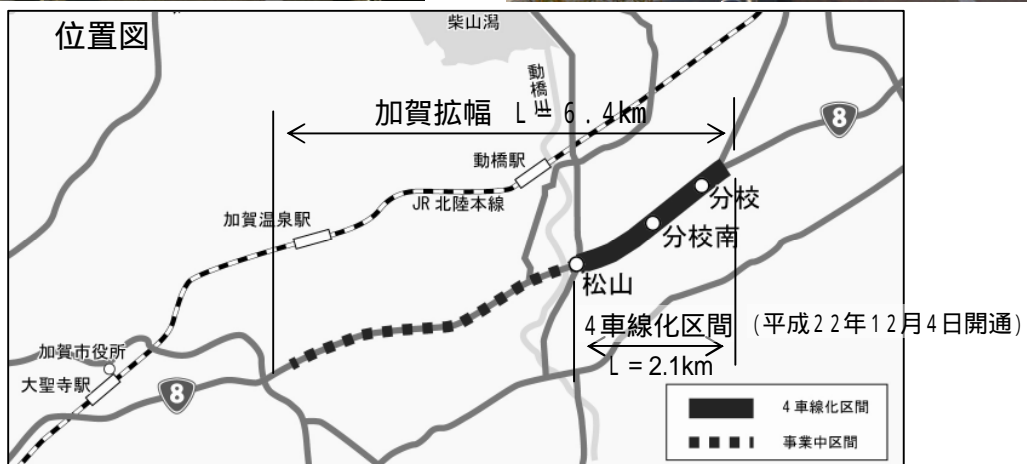 位置図
柴山潟
動橋川
加賀拡幅 L = 6.4km
8
動橋駅
JR 北陸本線
加賀温泉駅
分校
分校南
松山
4車線化区間 (平成22年12月4日開通)
L = 2.1km
加賀市役所
大聖寺駅
8
4車線化区間
事業中区間